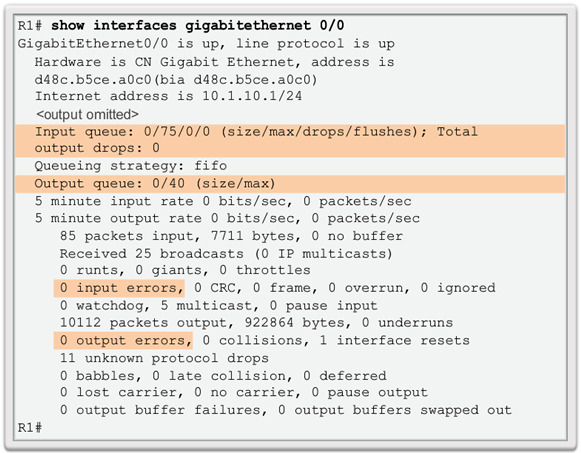 R1# show interfaces gigabitethernet 0/0
GigabitEthernet0/0 is up, line protocol is up
Hardware is CN Gigabit Ethernet, address is
d48c.b5ce.a0c0(bia d48c.b5ce.a0c0)
Internet address is 10.1.10.1/24
<output omitted>
Input queue: 0/75/0/0 (size/max/drops/flushes); Total
output drops: 0
Queueing strategy: fifo
Output queue: 0/40 (size/max)
5 minute input rate 0 bits/sec, 0 packets/sec
5 minute output rate 0 bits/sec, 0 packets/sec
85 packets input, 7711 bytes, 0 no buffer
Received 25 broadcasts (0 IP multicasts)
0 runts, 0 giants, 0 throttles
0 input errors, 0 CRC, 0 frame, 0 overrun, 0 ignored
0 watchdog, 5 multicast, 0 pause input
10112 packets output, 922864 bytes, 0 underruns
0 output errors, 0 collisions, 1 interface resets
11 unknown protocol drops
0 babbles, 0 late collision, 0 deferred
0 lost carrier, 0 no carrier, 0 pause output
0 output buffer failures, 0 output buffers swapped out
R1#